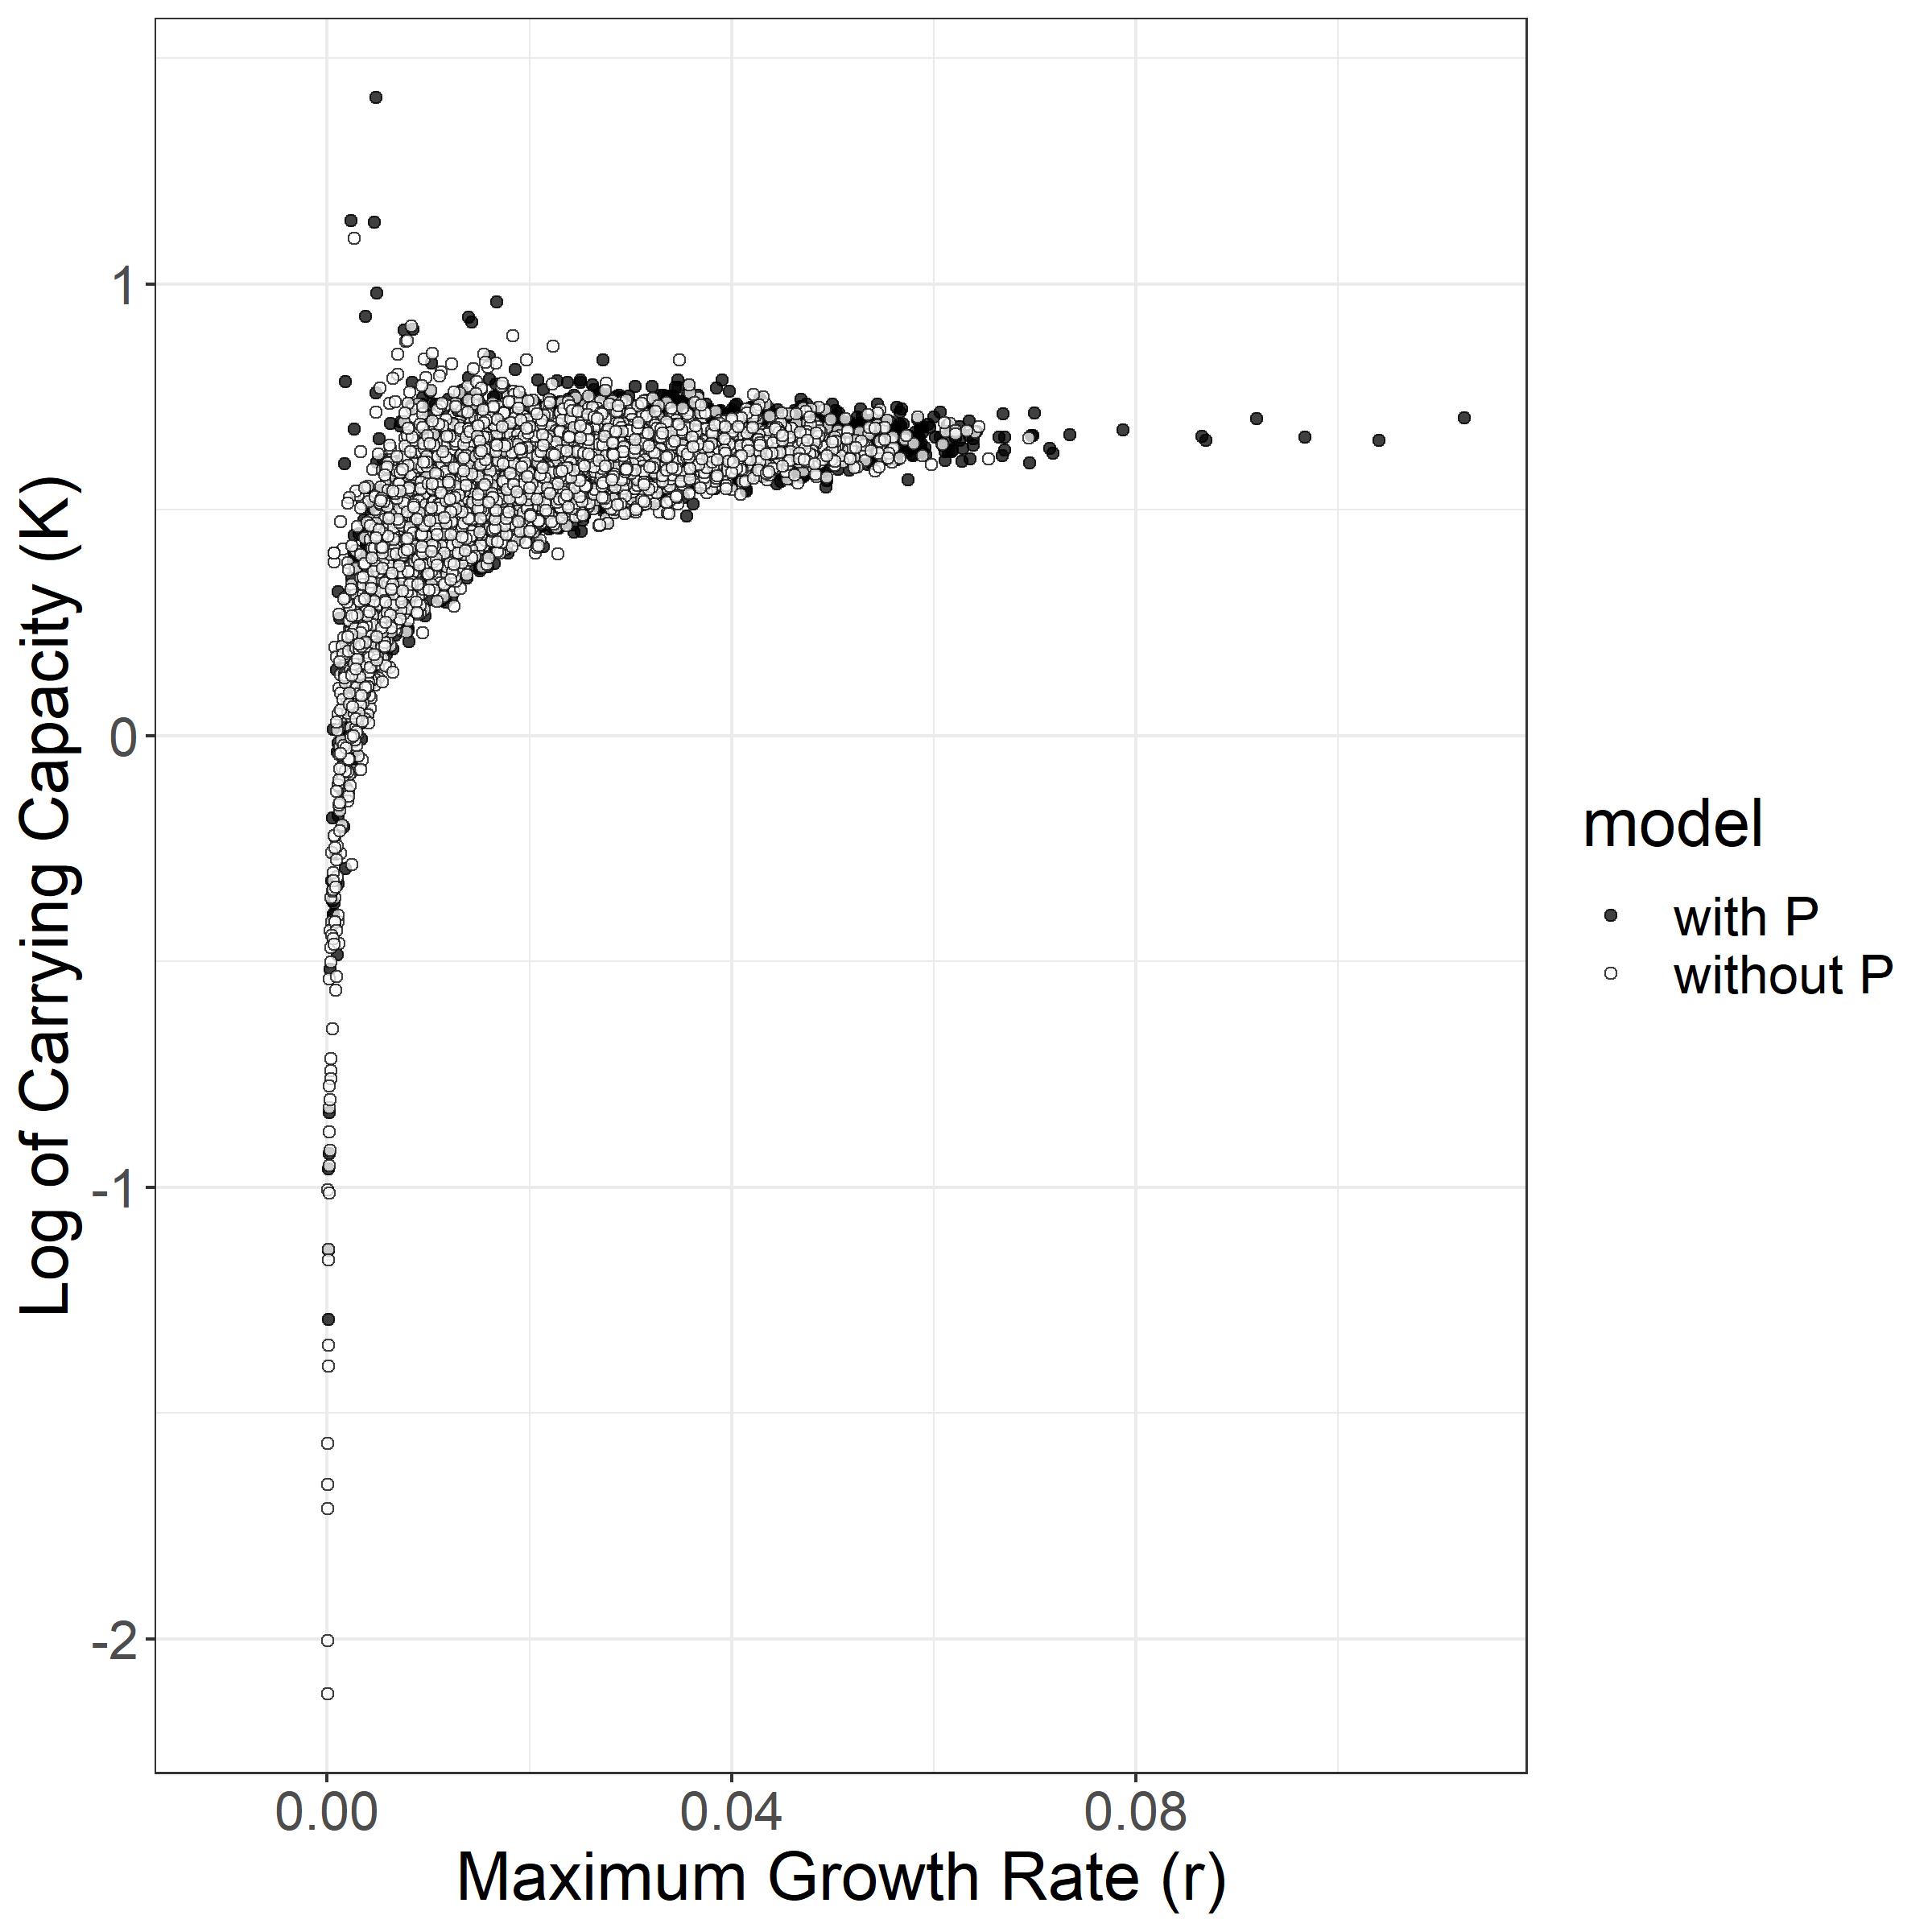 Log of Carrying Capacity (K)
1
0
-1
-2
0.00
0.04
0.08
Maximum Growth Rate (r)
model
with P
without P